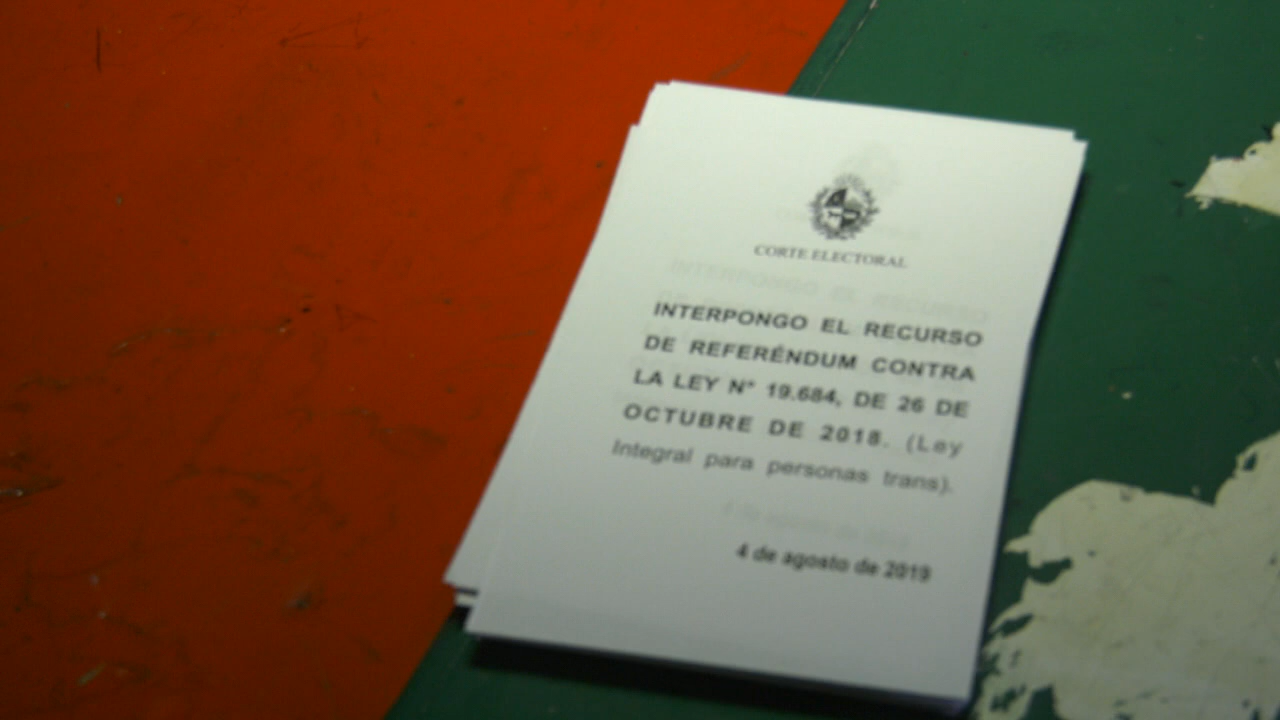 CORTE ELECTORAL
INTERPONGO EL RECURSO
DE REFERÉNDUM CONTRA
LA LEY N° 19.684, DE 26 DE
OCTUBRE DE 2018. (Ley
Integral para personas trans).
4 de agosto de 2019